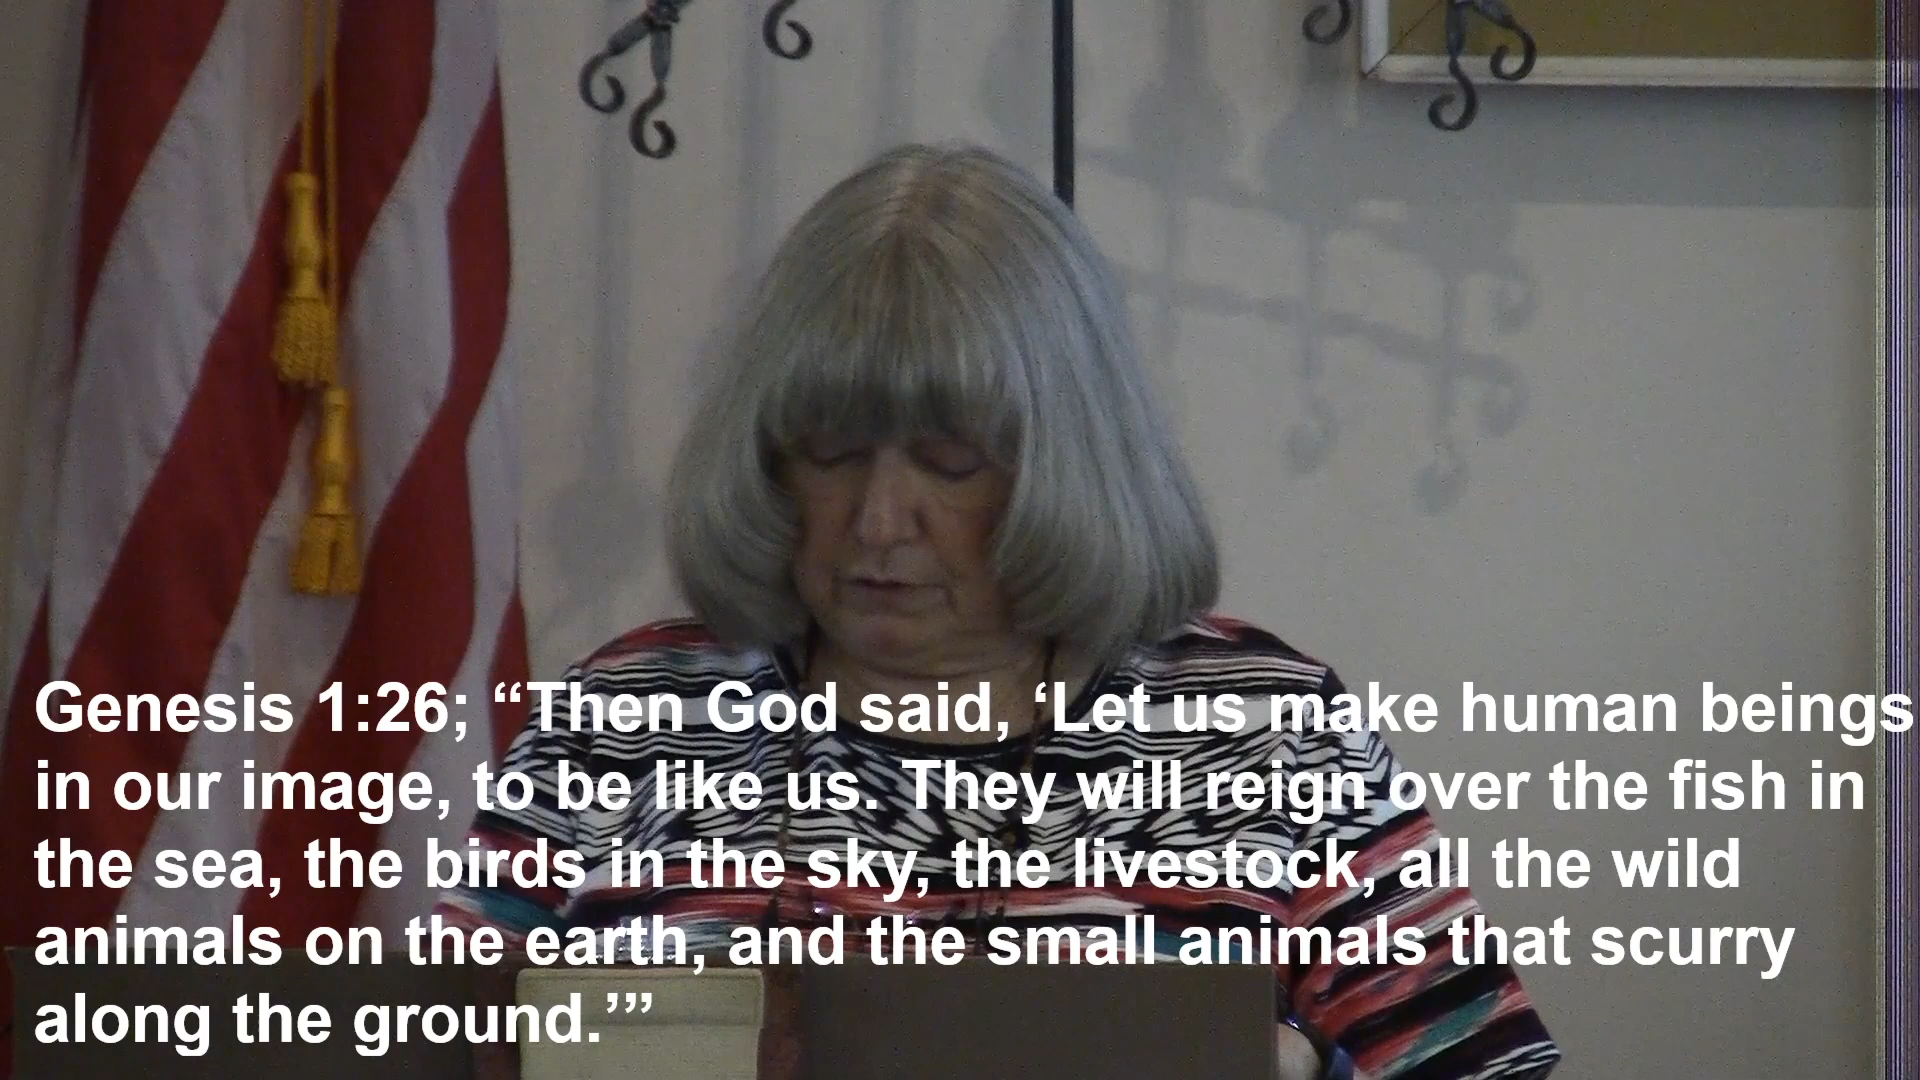 Genesis 1:26; “Then God said, ‘Let us make human beings
in our image, to be like us. They will reign over the fish in
the sea, the birds in the sky, the livestock, all the wild
animals on the earth, and the small animals that scurry
along the ground.’”